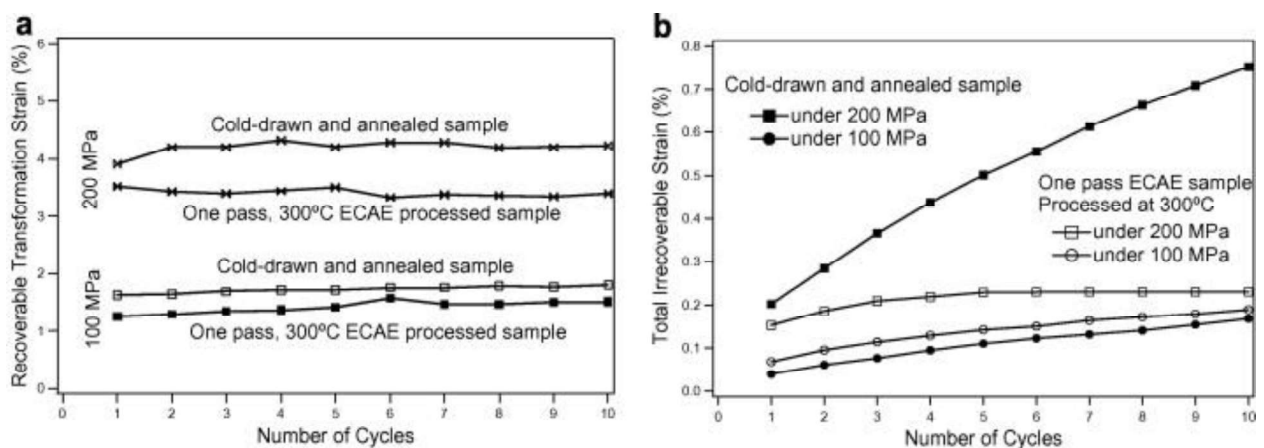 a
Recoverable Transformation Strain (%)
6
5
4
3
2
1
0
200 MPa
100 MPa
Cold-drawn and annealed sample
One pass, 300ºC ECAE processed sample
Cold-drawn and annealed sample
One pass, 300ºC ECAE processed sample
0 1 2 3 4 5 6 7 8 9 10
Number of Cycles
b
Total Irrecoverable Strain (%)
0.8
0.7
0.6
0.5
0.4
0.3
0.2
0.1
0.0
Cold-drawn and annealed sample
under 200 MPa
under 100 MPa
One pass ECAE sample
Processed at 300ºC
under 200 MPa
under 100 MPa
0 1 2 3 4 5 6 7 8 9 10
Number of Cycles